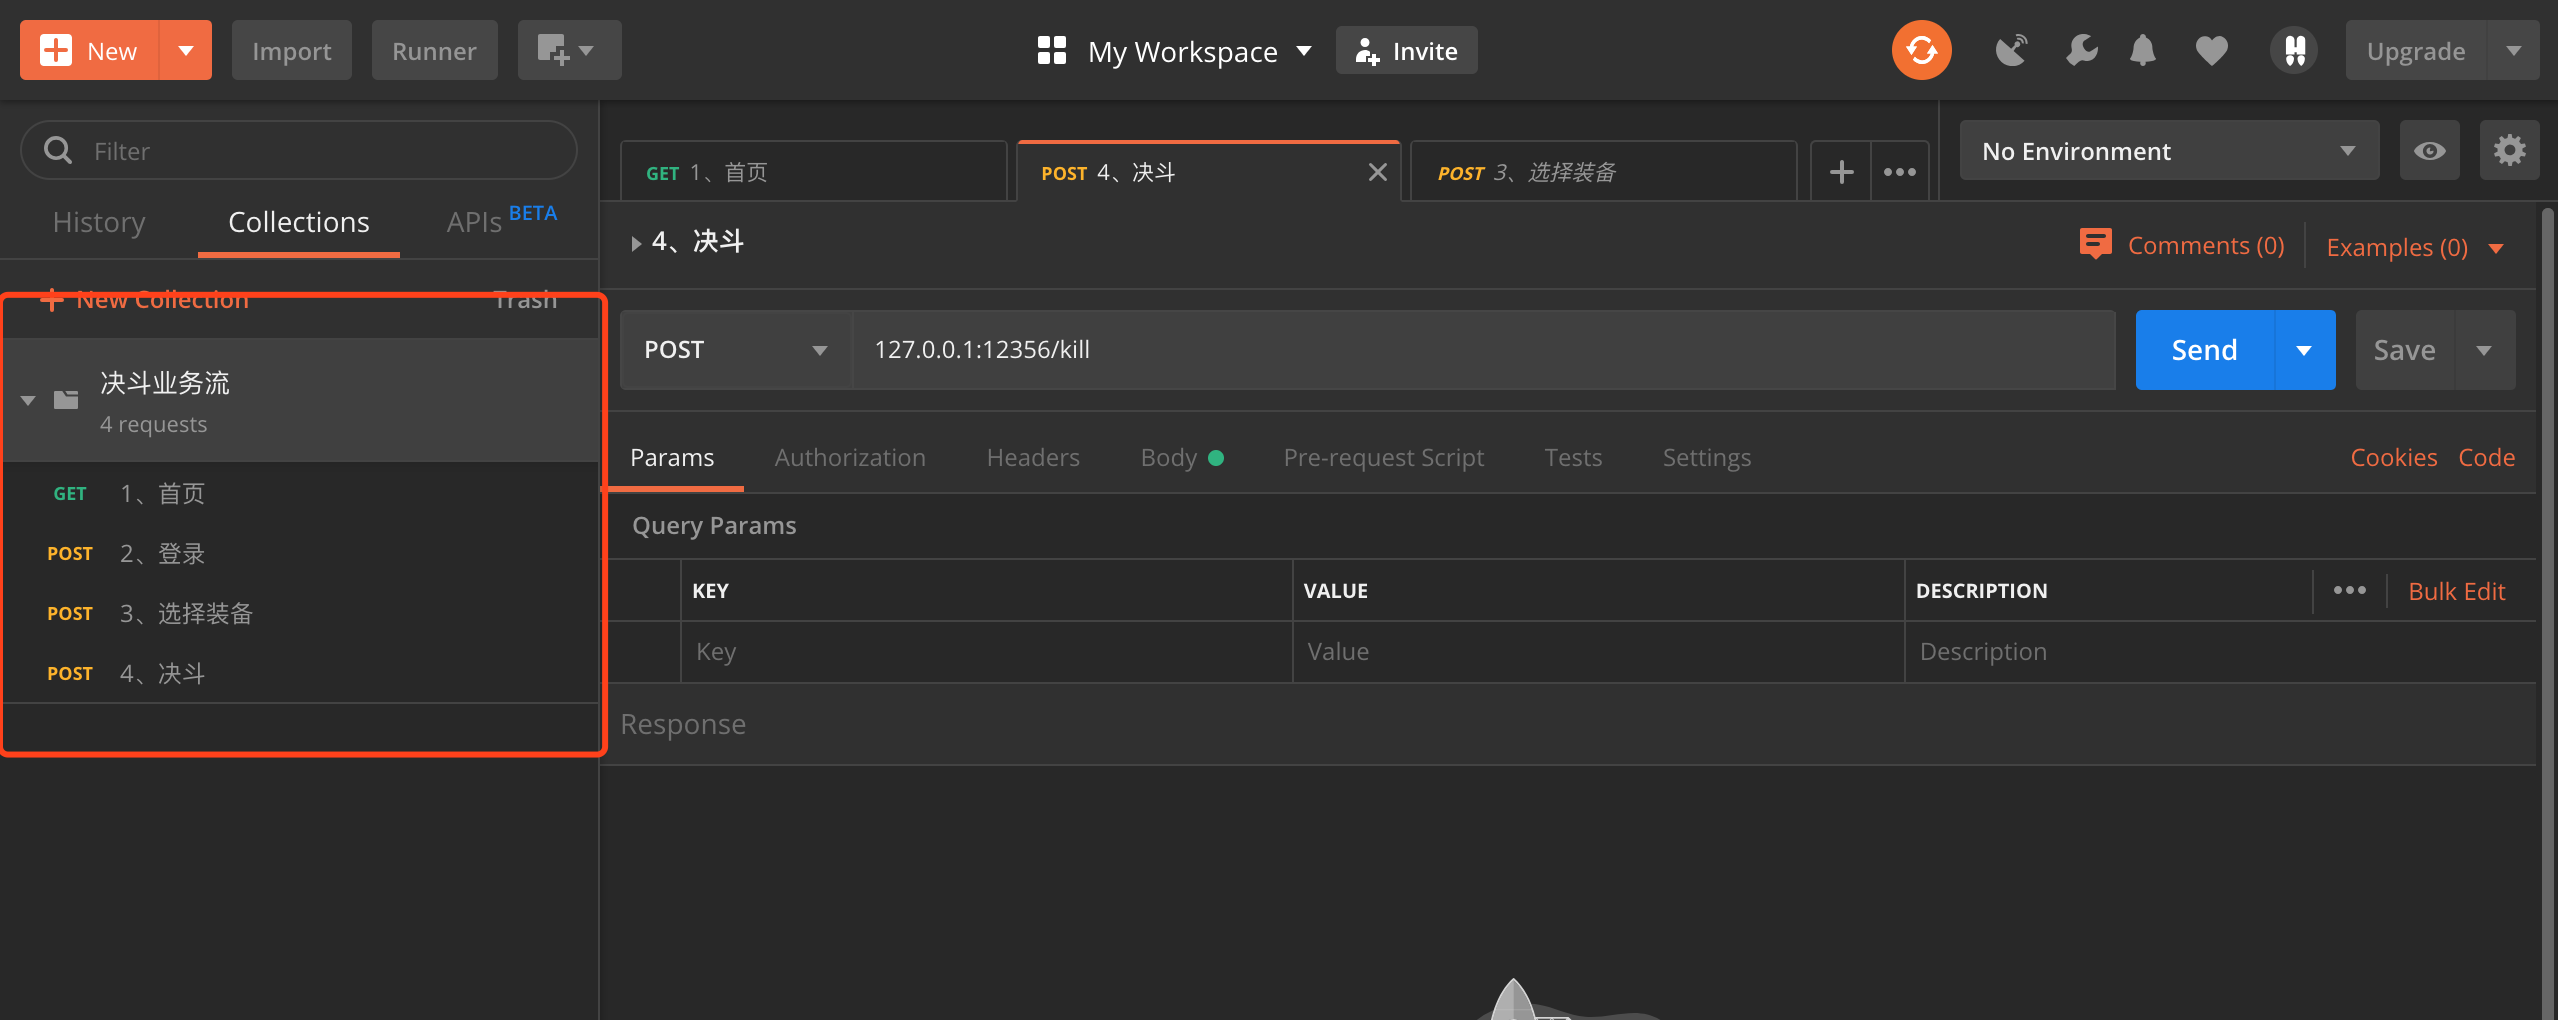 New
Import
Runner
My Workspace
Invite
Upgrade
Filter
History
Collections
APIs BETA
New Collection
Trash
决斗业务流
4 requests
GET 1、首页
POST 2、登录
POST 3、选择装备
POST 4、决斗
GET 1、首页
POST 4、决斗
POST 3、选择装备
No Environment
4、决斗
Comments (0)
Examples (0)
POST
127.0.0.1:12356/kill
Send
Save
Params
Authorization
Headers
Body
Pre-request Script
Tests
Settings
Cookies
Code
Query Params
KEY
VALUE
DESCRIPTION
Bulk Edit
Key
Value
Description
Response